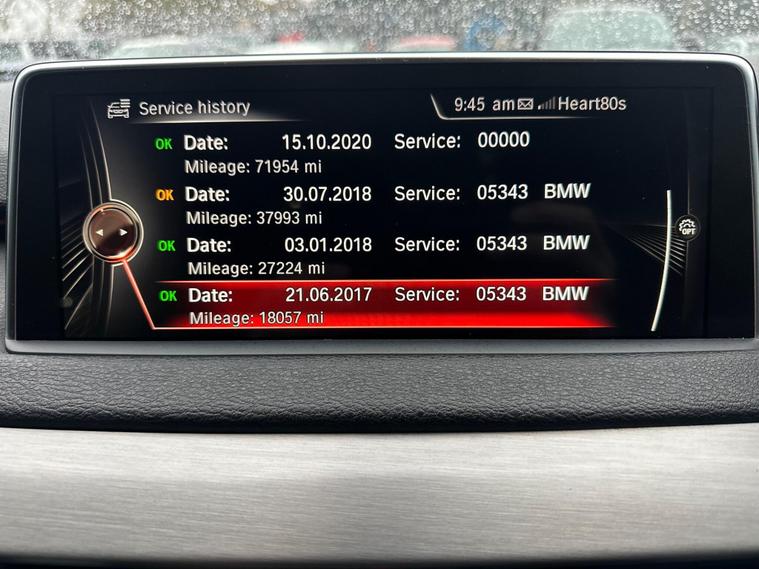 Service history 9:45 am Heart80s
OK Date: 15.10.2020 Service: 00000
Mileage: 71954 mi
OK Date: 30.07.2018 Service: 05343 BMW
Mileage: 37993 mi
OK Date: 03.01.2018 Service: 05343 BMW
Mileage: 27224 mi
OK Date: 21.06.2017 Service: 05343 BMW
Mileage: 18057 mi
OPT